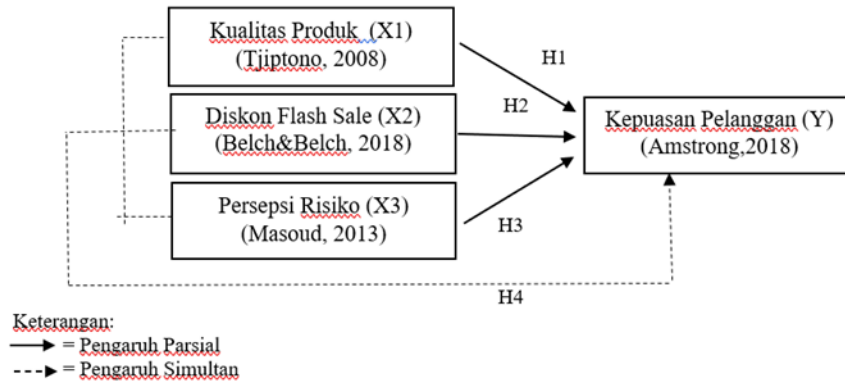 Kualitas Produk (X1)
(Tjiptono, 2008)
H1
H2
Diskon Flash Sale (X2)
(Belch&Belch, 2018)
Kepuasan Pelanggan (Y)
(Amstrong,2018)
Persepsi Risiko (X3)
(Masoud, 2013)
H3
H4
Keterangan:
= Pengaruh Parsial
= Pengaruh Simultan